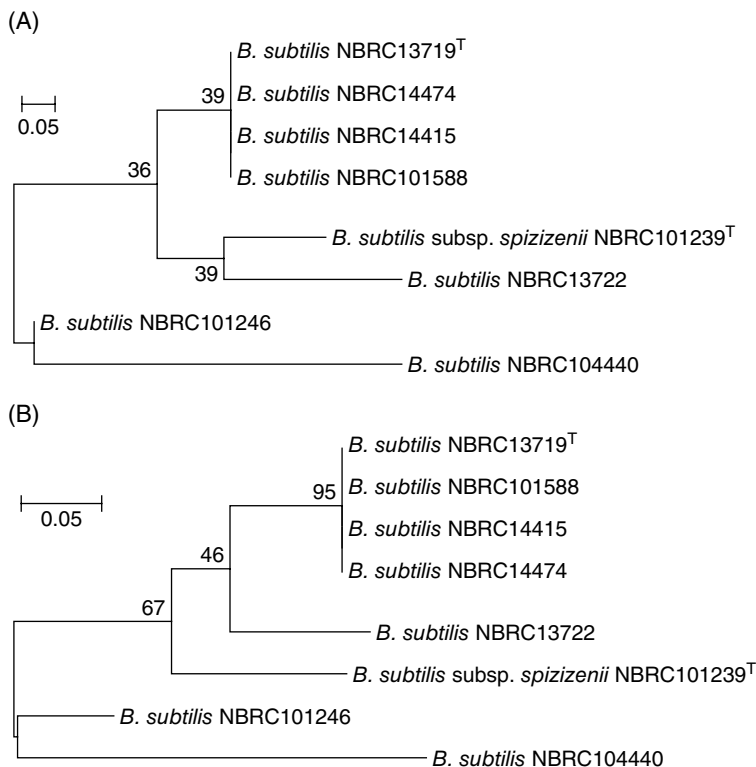 (A)
B. subtilis NBRC13719T
39
B. subtilis NBRC14474
0.05
B. subtilis NBRC14415
36
B. subtilis NBRC101588
B. subtilis subsp. spizizenii NBRC101239T
39
B. subtilis NBRC13722
B. subtilis NBRC101246
B. subtilis NBRC104440
(B)
B. subtilis NBRC13719T
95
B. subtilis NBRC101588
0.05
B. subtilis NBRC14415
46
B. subtilis NBRC14474
67
B. subtilis NBRC13722
B. subtilis subsp. spizizenii NBRC101239T
B. subtilis NBRC101246
B. subtilis NBRC104440